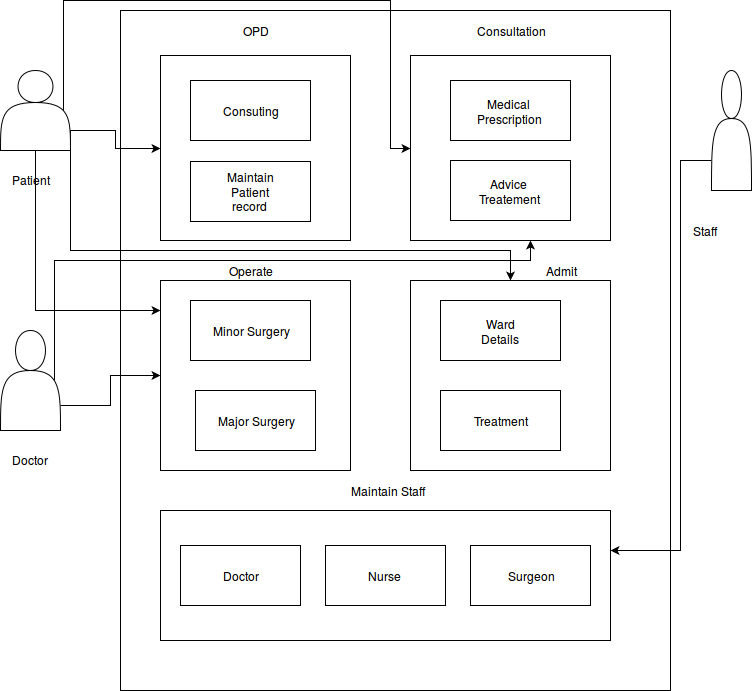 OPD
Consultation
Consuting
Medical
Prescription
Patient
Maintain
Patient
record
Advice
Treatement
Staff
Operate
Admit
Minor Surgery
Ward
Details
Major Surgery
Treatment
Doctor
Maintain Staff
Doctor
Nurse
Surgeon